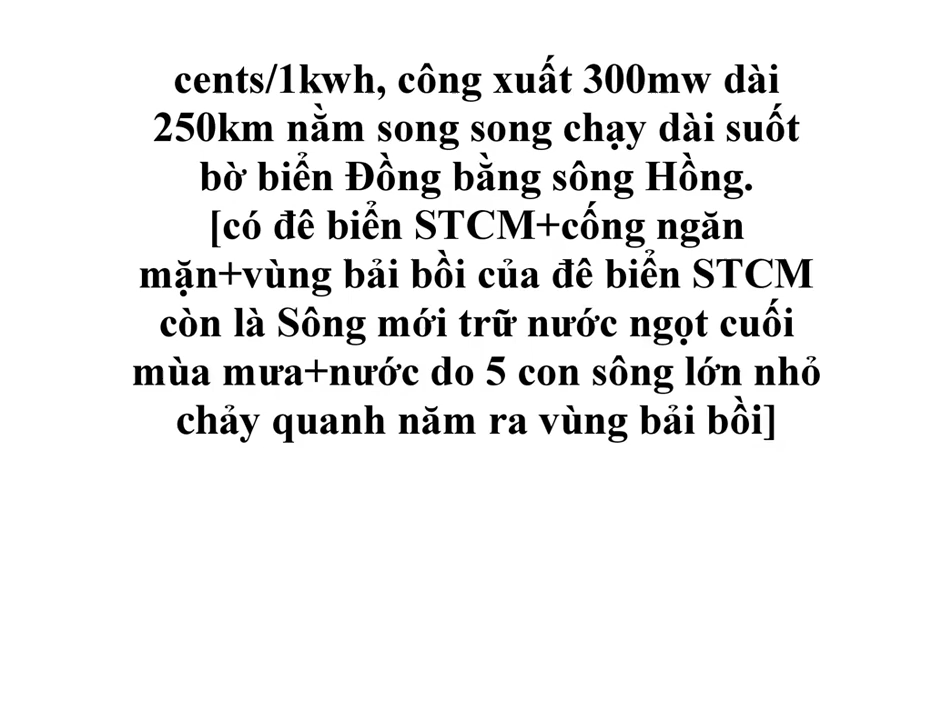 cents/1kwh, công xuất 300mw dài
250km nằm song song chạy dài suốt
bờ biển Đồng bằng sông Hồng.
[có đê biển STCM+cống ngăn
mặn+vùng bải bồi của đê biển STCM
còn là Sông mới trữ nước ngọt cuối
mùa mưa+nước do 5 con sông lớn nhỏ
chảy quanh năm ra vùng bải bồi]